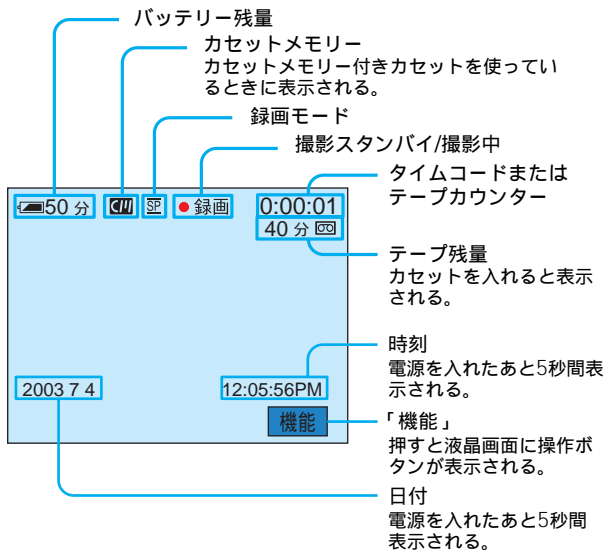 バッテリー残量
カセットメモリー
カセットメモリー付きカセットを使ってい
るときに表示される。
録画モード
撮影スタンバイ/撮影中
タイムコードまたは
テープカウンター
50 分
SP
録画
0:00:01
40 分
テープ残量
カセットを入れると表示
される。
時刻
電源を入れたあと5秒間表
示される。
2003 7 4
12:05:56PM
機能
「機能」
押すと液晶画面に操作ボ
タンが表示される。
日付
電源を入れたあと5秒間
表示される。